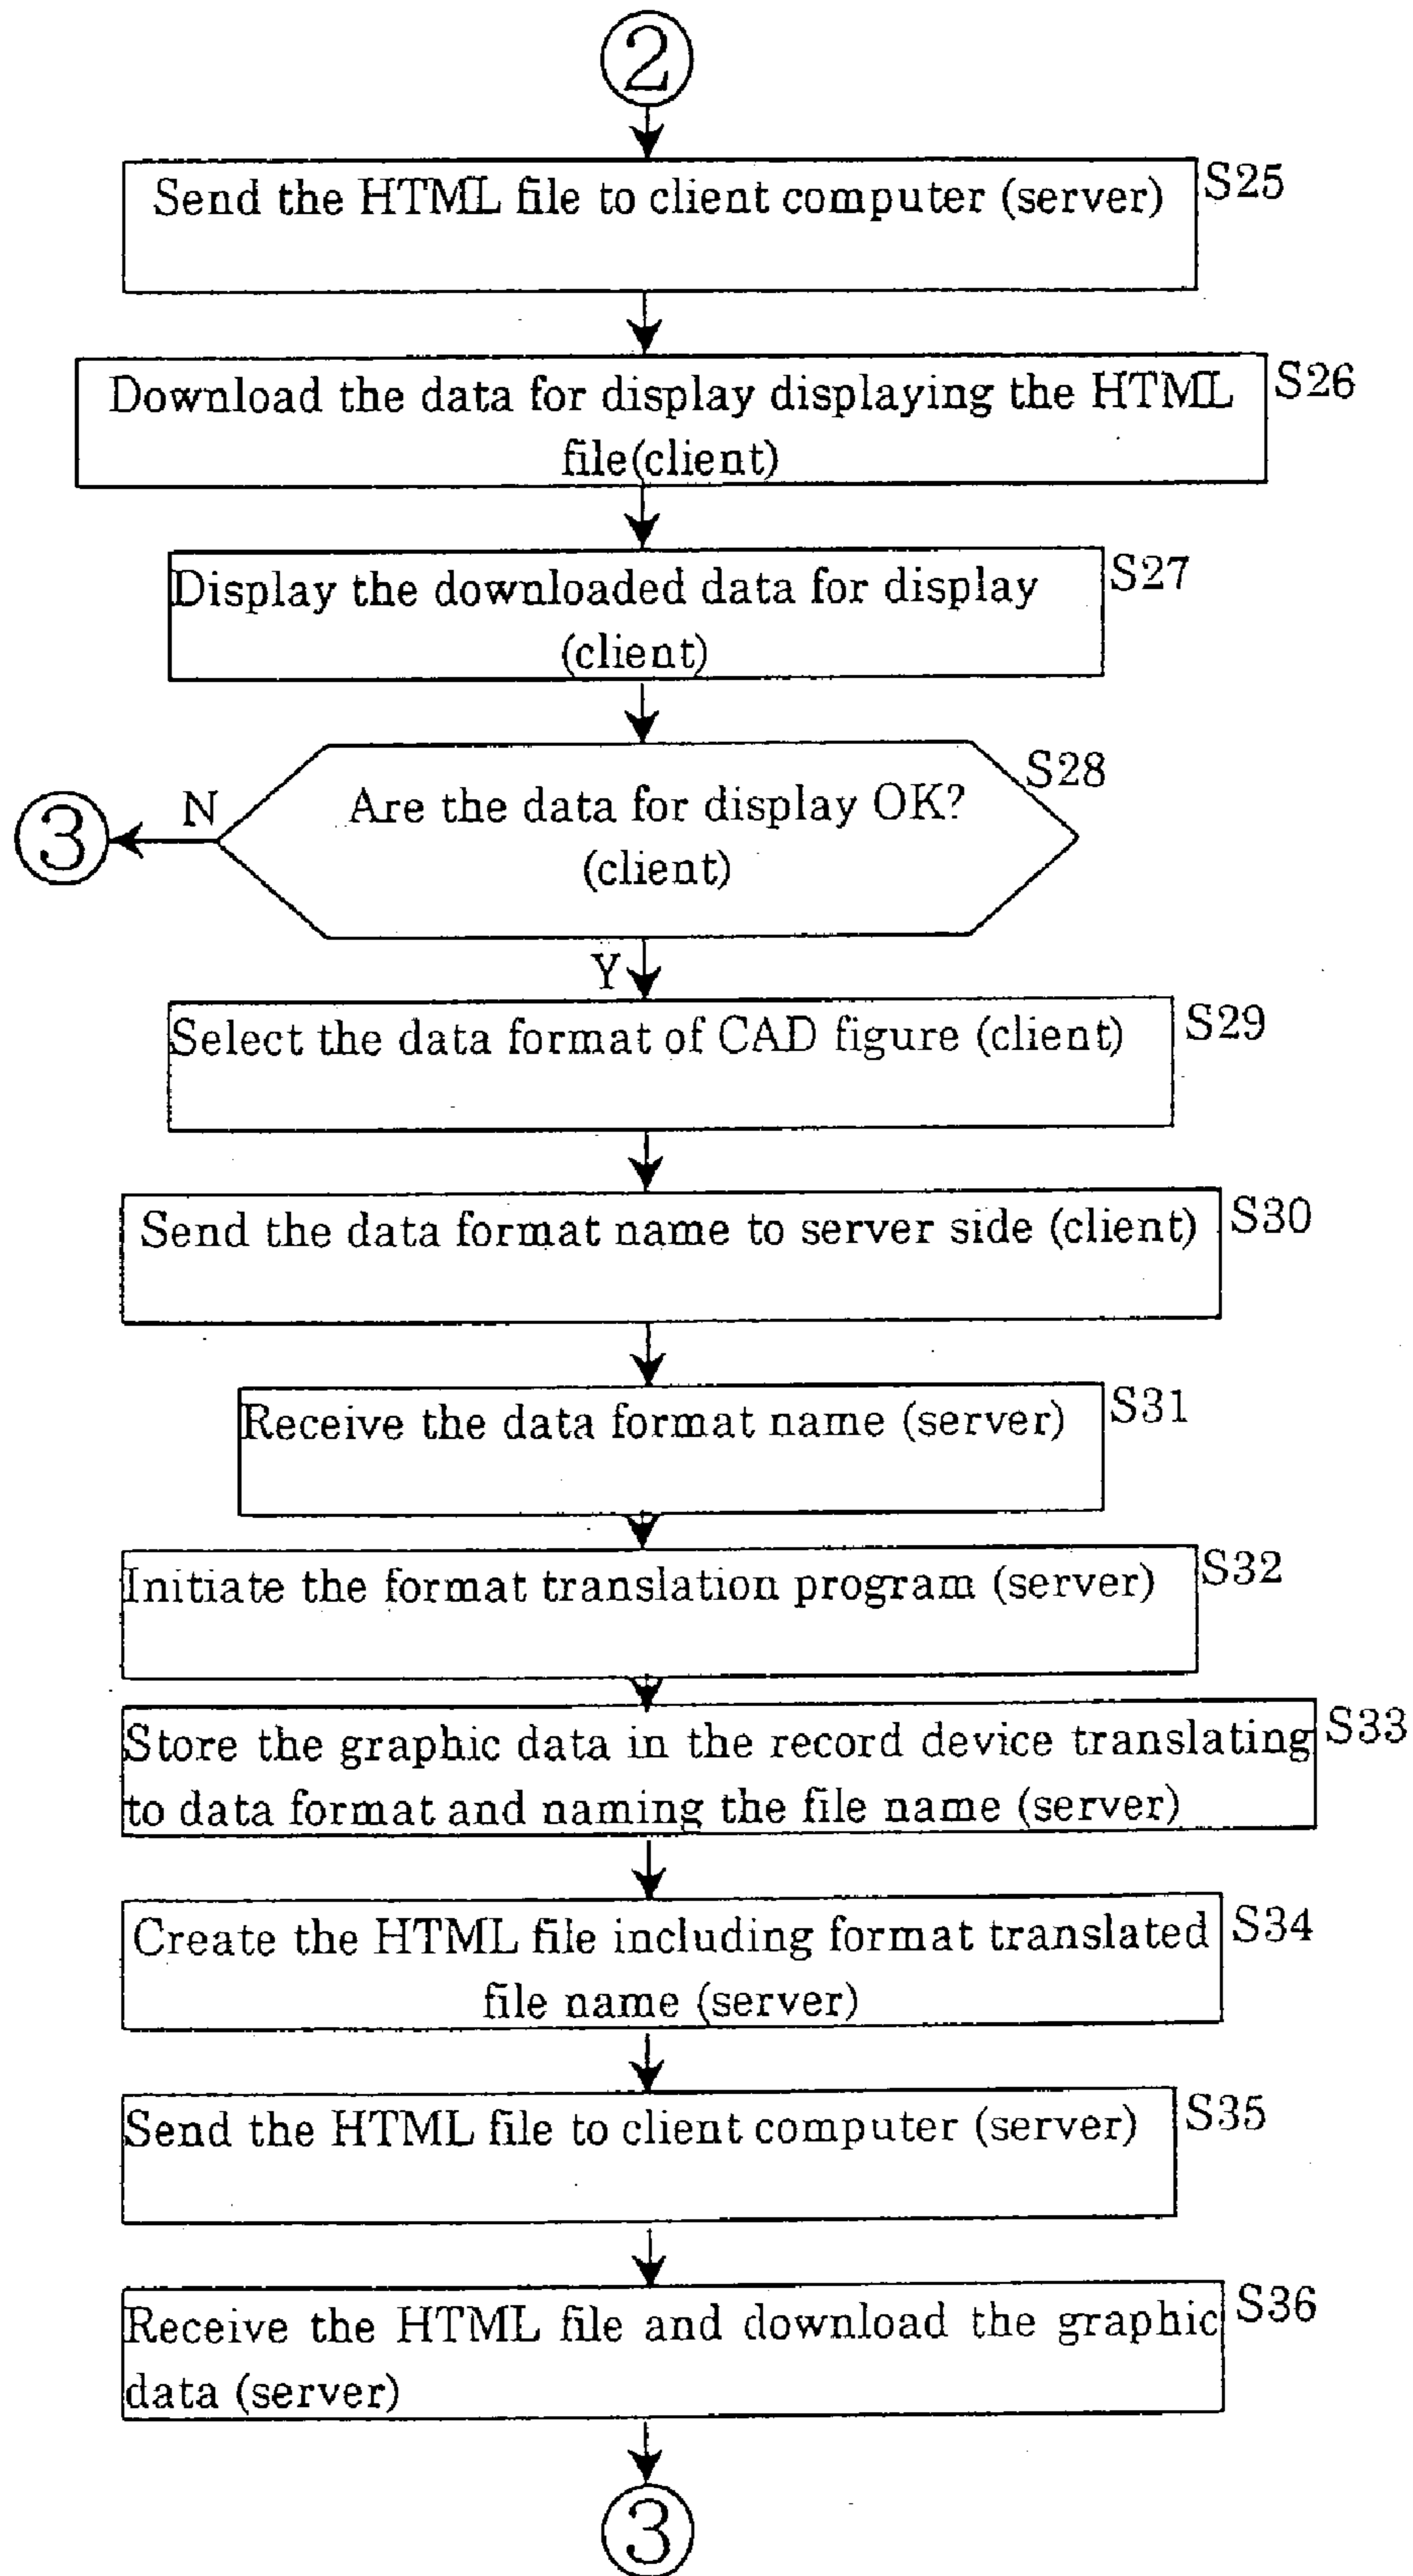 ②
Send the HTML file to client computer (server)
S25
Download the data for display displaying the HTML
file(client)
S26
Display the downloaded data for display
(client)
S27
Are the data for display OK?
(client)
S28
N
③
Y
Select the data format of CAD figure (client)
S29
Send the data format name to server side (client)
S30
Receive the data format name (server)
S31
Initiate the format translation program (server)
S32
Store the graphic data in the record device translating
to data format and naming the file name (server)
S33
Create the HTML file including format translated
file name (server)
S34
Send the HTML file to client computer (server)
S35
Receive the HTML file and download the graphic
data (server)
S36
③